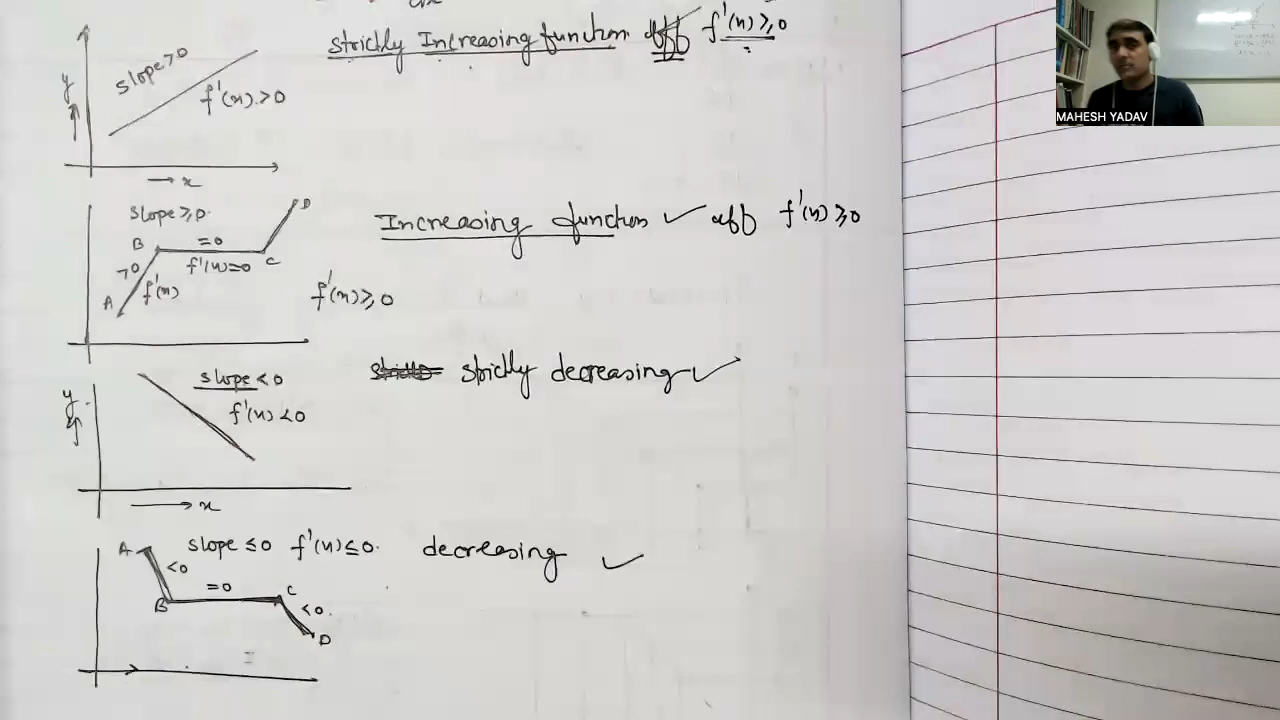 strictly Increasing function iff f'(x) ≥ 0
slope > 0
f'(x) > 0
y
→ x
MAHESH YADAV
slope ≥ 0.
Increasing function ✓ iff f'(x) ≥ 0
D
B = 0 C
f'(x) = 0
> 0
f'(x)
A
f'(x) ≥ 0
strictly decreasing ✓
slope < 0
f'(x) < 0
y
→ x
A slope ≤ 0 f'(x) ≤ 0. decreasing ✓
< 0
= 0 C
B < 0.
D